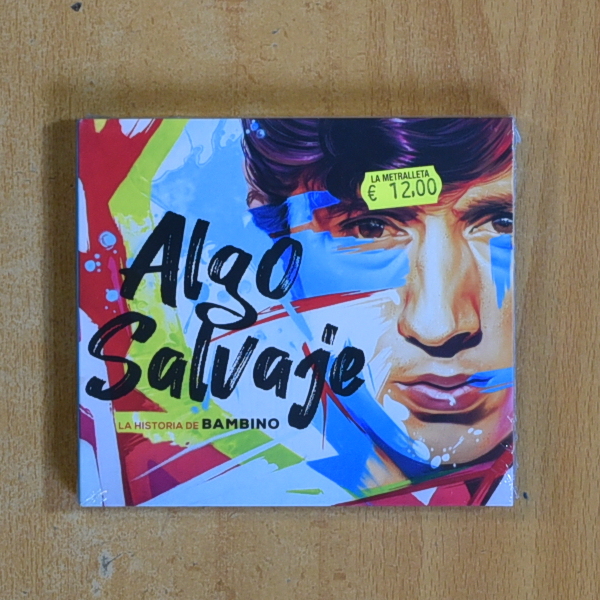 LA METRALLETA
€ 12,00
Algo
Salvaje
LA HISTORIA DE BAMBINO